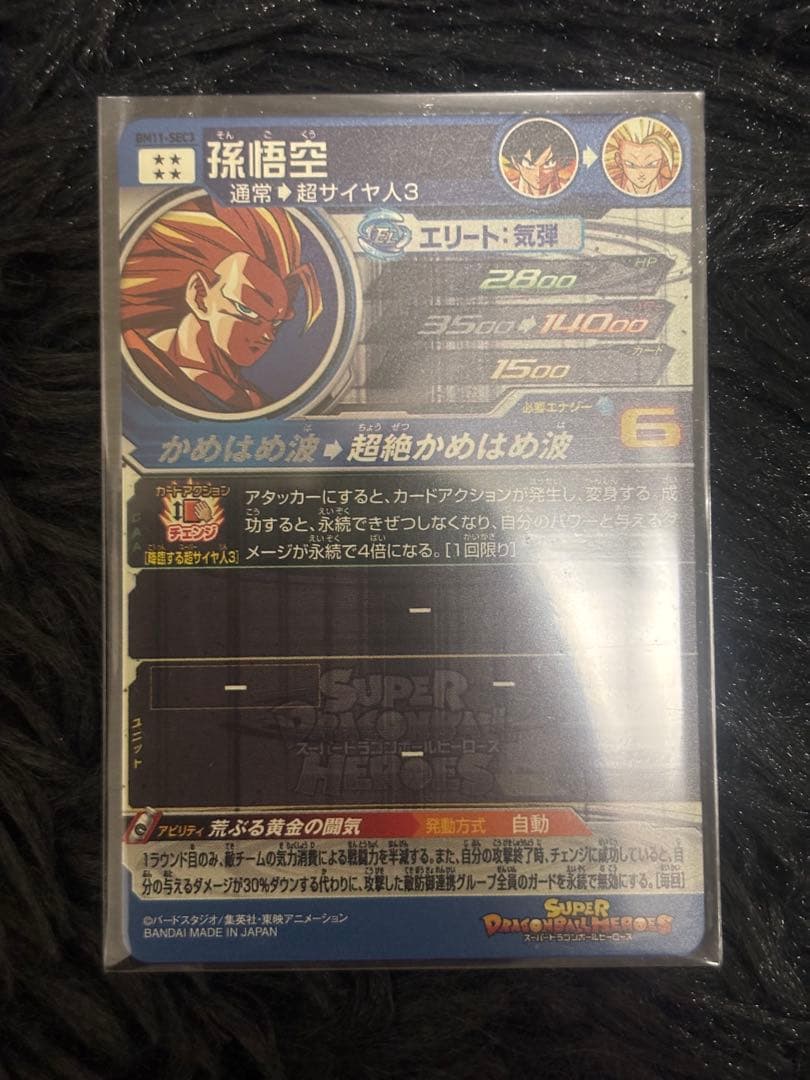 BM11-SEC3
そんごくう
孫悟空
通常➡超サイヤ人3
EL エリート:気弾
HP
2800
3500➡14000
カード
1500
必要エナジー 6
かめはめ波➡超絶かめはめ波
カードアクション
チェンジ
[降臨する超サイヤ人3]
CAA
アタッカーにすると、カードアクションが発生し、変身する。成
功すると、永続できぜつしなくなり、自分のパワーと与えるダ
メージが永続で4倍になる。[1回限り]
ー
ー ー
ー
ユニット
SUPER
DRAGONBALL
スーパードラゴンボールヒーローズ
HEROES
アビリティ 荒ぶる黄金の闘気 発動方式 自動
1ラウンド目のみ、敵チームの気力消費による戦闘力を半減する。また、自分の攻撃終了時、チェンジに成功していると、自
分の与えるダメージが30%ダウンする代わりに、攻撃した敵防御連携グループ全員のガードを永続で無効にする。[毎回]
©バードスタジオ/集英社・東映アニメーション
BANDAI MADE IN JAPAN
SUPER
DRAGONBALL HEROES
スーパードラゴンボールヒーローズ